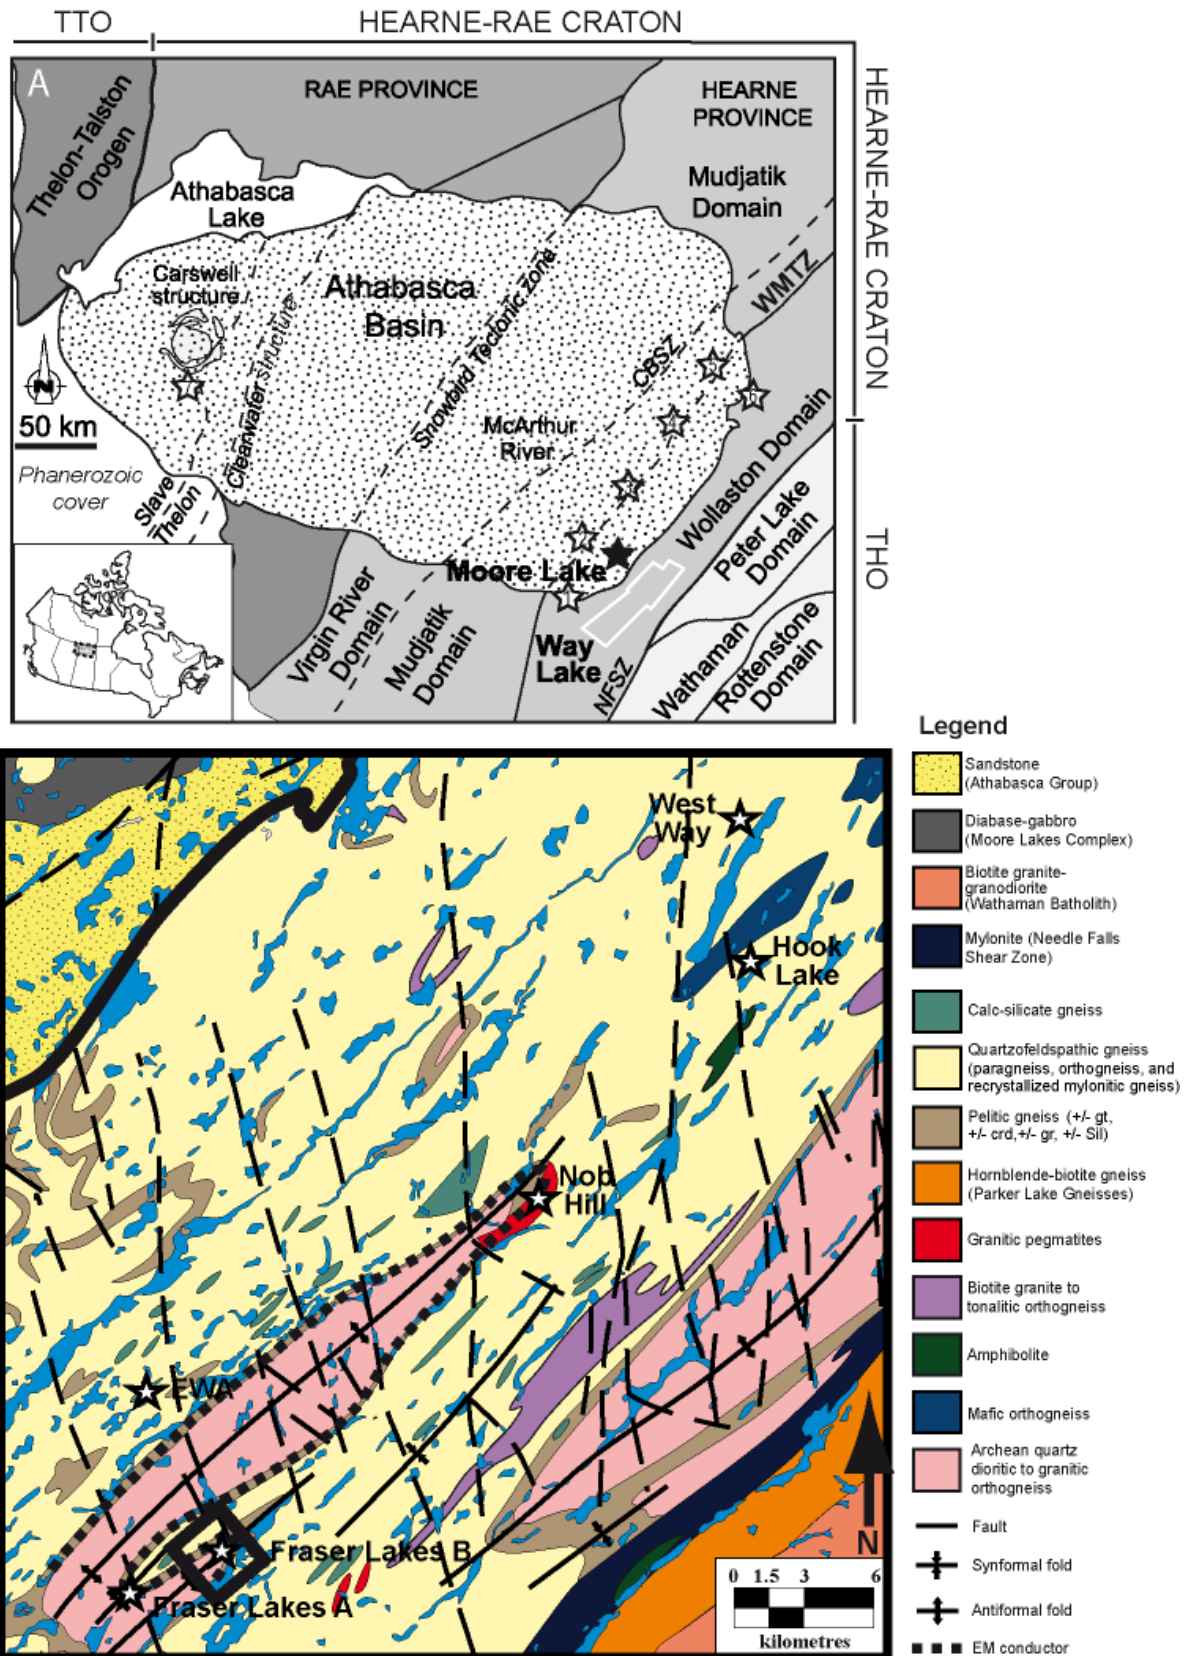 TTO
HEARNE-RAE CRATON
A
Thelon-Talston
Orogen
RAE PROVINCE
HEARNE
PROVINCE
Mudjatik
Domain
HEARNE-RAE CRATON
Athabasca
Lake
Carswell
structure
Athabasca
Basin
Clearwater structure
Snowbird Tectonic zone
WMTZ
CBSZ
N
50 km
McArthur
River
5
6
7
4
3
2
1
Phanerozoic
cover
Slave
Thelon
Wollaston Domain
Peter Lake
Domain
THO
Moore Lake
Virgin River
Domain
Mudjatik
Domain
Way
Lake
NFSZ
Wathaman
Rottenstone
Domain
West
Way
Hook
Lake
Nob
Hill
EWA
Fraser Lakes B
Fraser Lakes A
N
0 1.5 3 6
kilometres
Legend
Sandstone
(Athabasca Group)
Diabase-gabbro
(Moore Lakes Complex)
Biotite granite-
granodiorite
(Wathaman Batholith)
Mylonite (Needle Falls
Shear Zone)
Calc-silicate gneiss
Quartzofeldspathic gneiss
(paragneiss, orthogneiss, and
recrystallized mylonitic gneiss)
Pelitic gneiss (+/- gt,
+/- crd,+/- gr, +/- Sil)
Hornblende-biotite gneiss
(Parker Lake Gneisses)
Granitic pegmatites
Biotite granite to
tonalitic orthogneiss
Amphibolite
Mafic orthogneiss
Archean quartz
dioritic to granitic
orthogneiss
Fault
Synformal fold
Antiformal fold
EM conductor